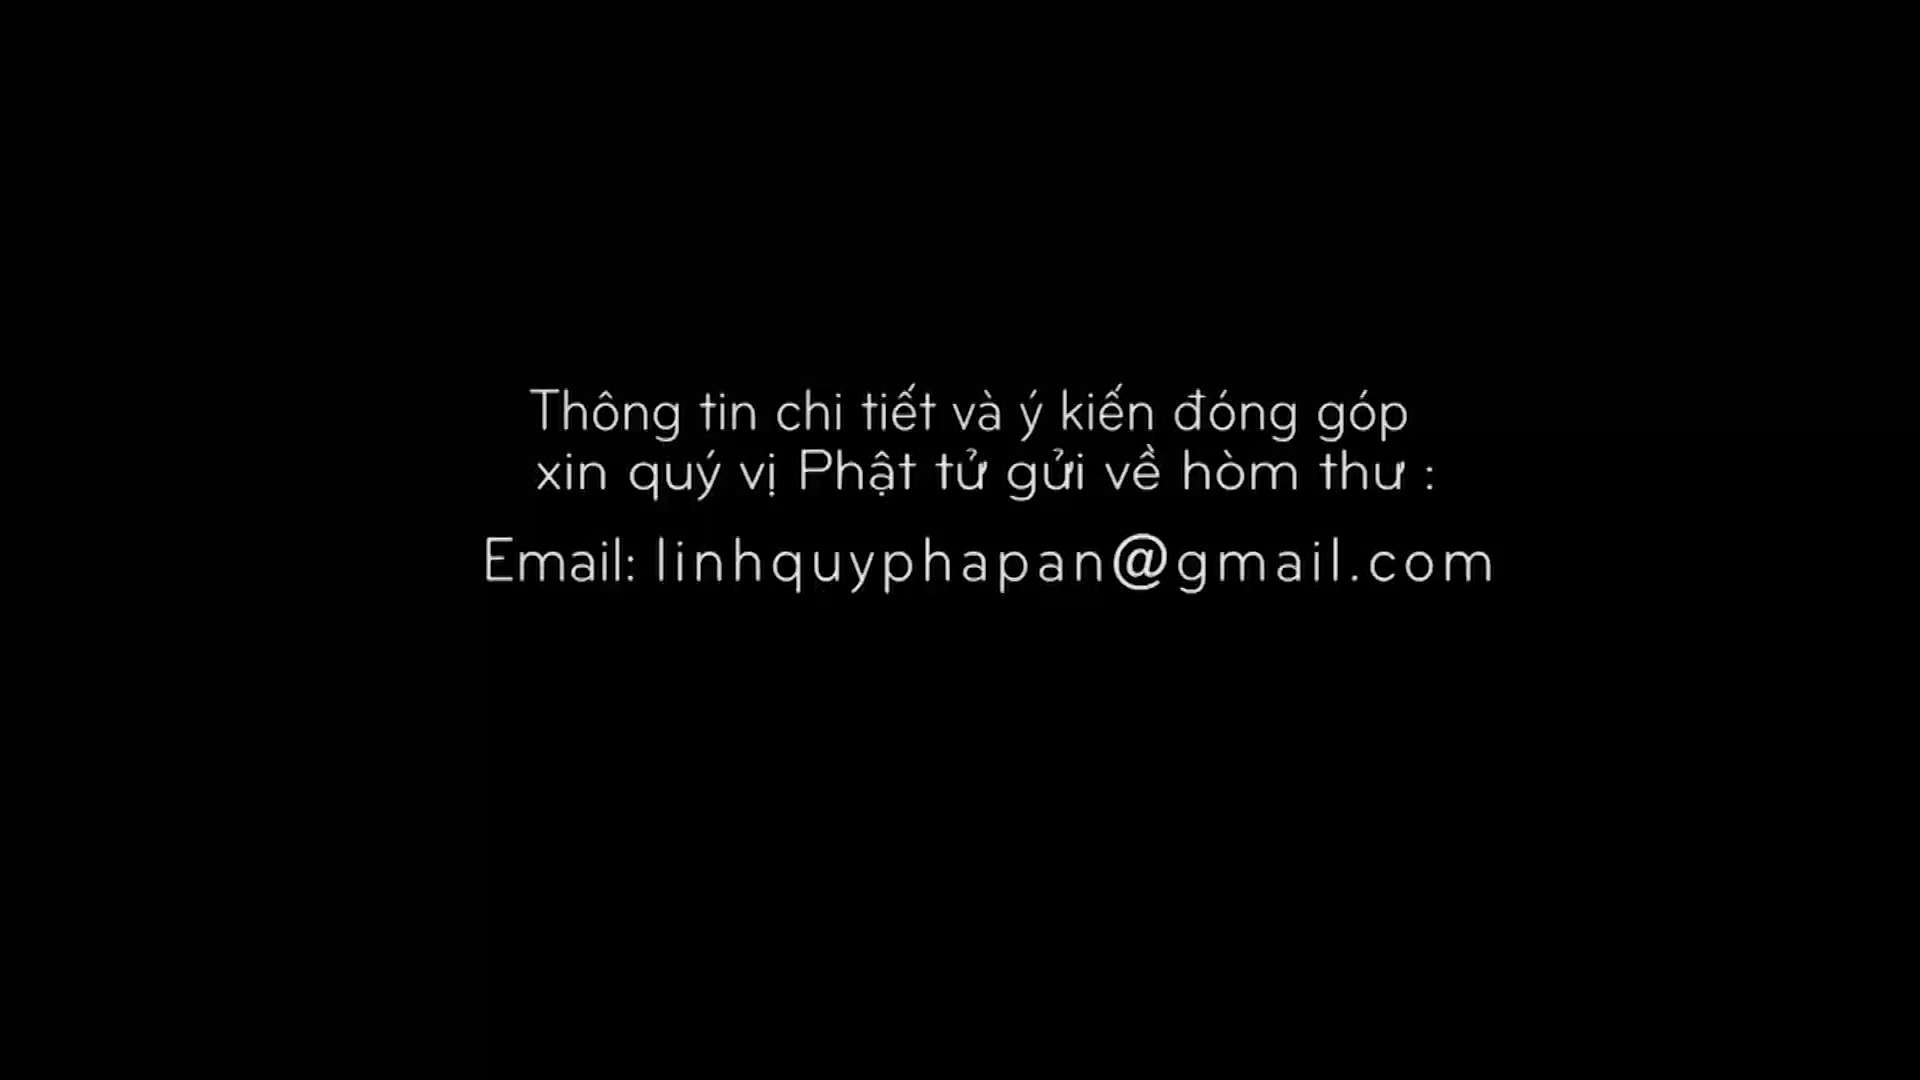 Thông tin chi tiết và ý kiến đóng góp
xin quý vị Phật tử gửi về hòm thư :
Email: linhquyphapan@gmail.com